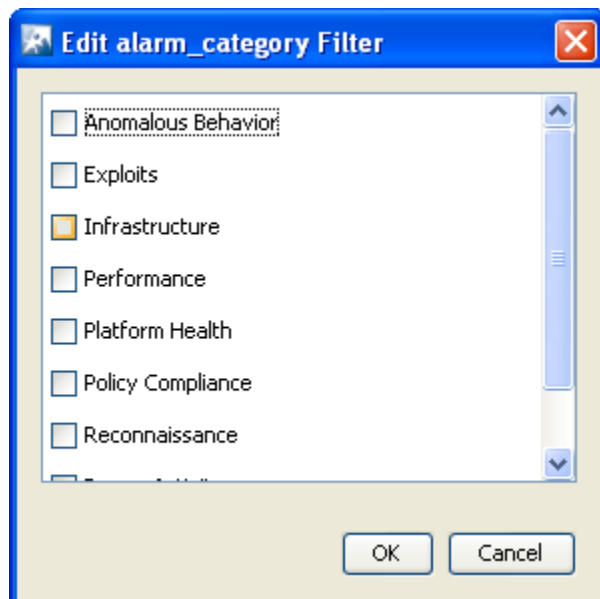 Edit alarm_category Filter
Anomalous Behavior
Exploits
Infrastructure
Performance
Platform Health
Policy Compliance
Reconnaissance
OK
Cancel